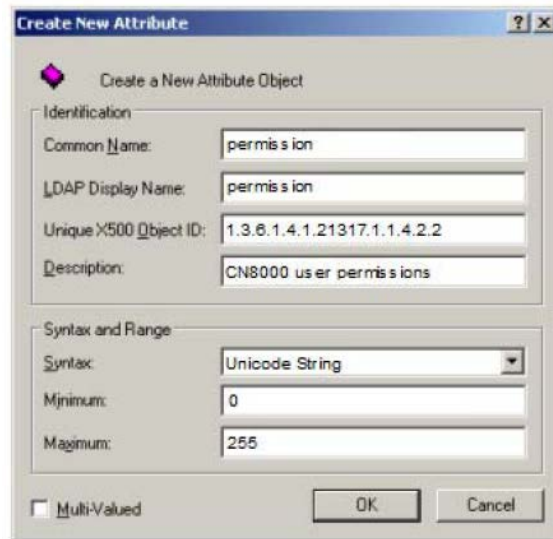 Create New Attribute
Create a New Attribute Object
Identification
Common Name: permission
LDAP Display Name: permission
Unique X500 Object ID: 1.3.6.1.4.1.21317.1.1.4.2.2
Description: CN8000 user permissions
Syntax and Range
Syntax: Unicode String
Minimum: 0
Maximum: 255
Multi-Valued OK Cancel